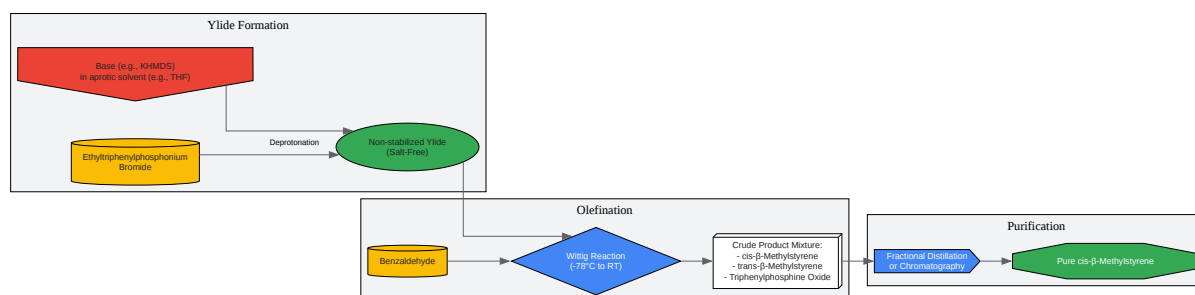 Ylide Formation
Base (e.g., KHMDS)
in aprotic solvent (e.g., THF)
Ethyltriphenylphosphonium
Bromide
Deprotonation
Non-stabilized Ylide
(Salt-Free)
Olefination
Benzaldehyde
Wittig Reaction
(-78°C to RT)
Crude Product Mixture:
- cis-β-Methylstyrene
- trans-β-Methylstyrene
- Triphenylphosphine Oxide
Purification
Fractional Distillation
or Chromatography
Pure cis-β-Methylstyrene